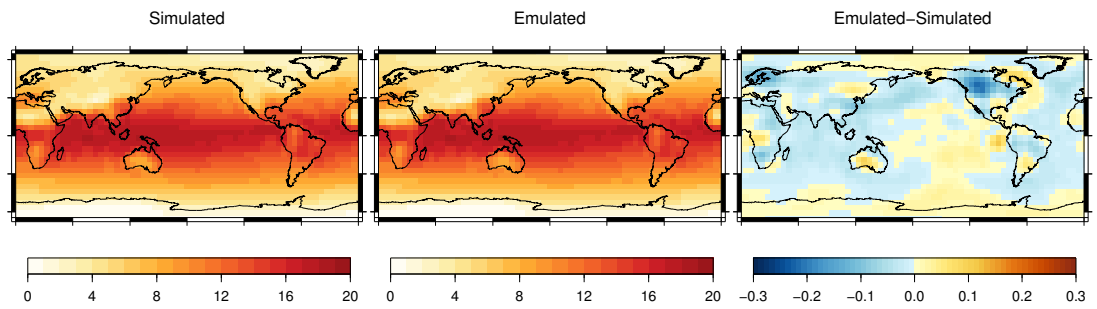 Simulated
Emulated
Emulated−Simulated
0 4 8 12 16 20
0 4 8 12 16 20
−0.3 −0.2 −0.1 0.0 0.1 0.2 0.3